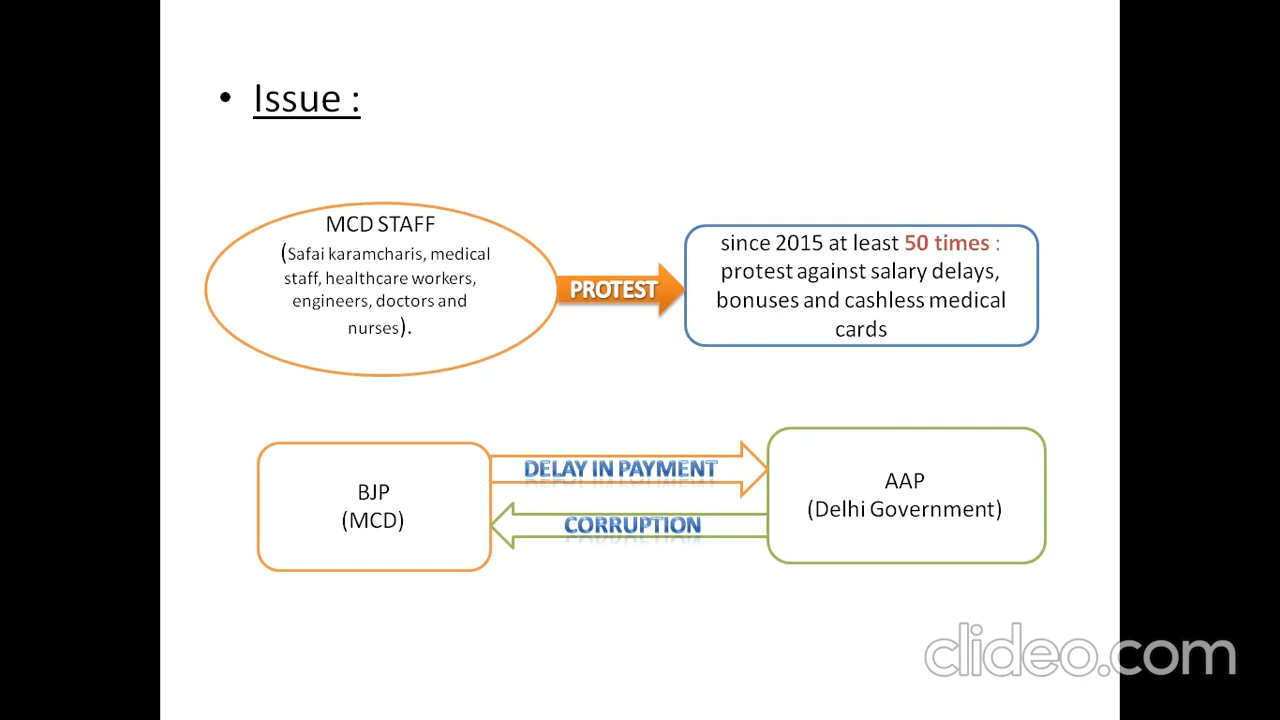 • Issue :
MCD STAFF
(Safai karamcharis, medical
staff, healthcare workers,
engineers, doctors and
nurses).
PROTEST
since 2015 at least 50 times :
protest against salary delays,
bonuses and cashless medical
cards
BJP
(MCD)
DELAY IN PAYMENT
CORRUPTION
AAP
(Delhi Government)
clideo.com